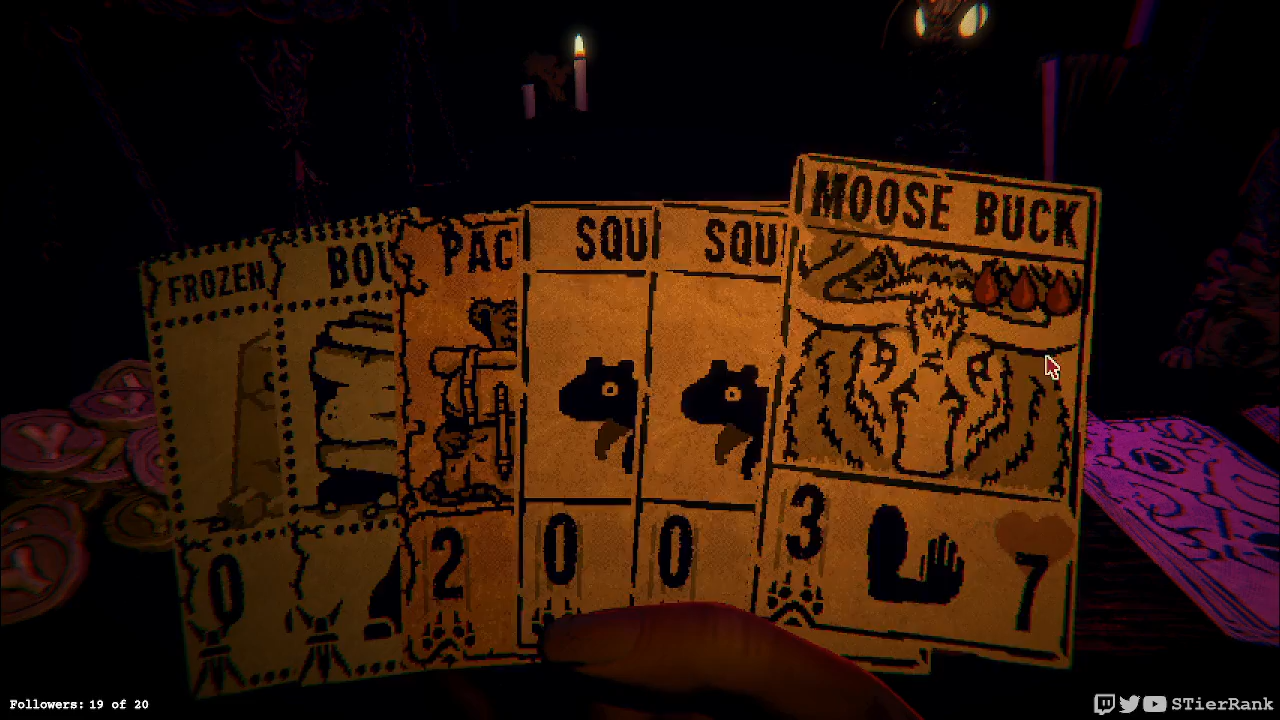 FROZEN
BOU
PAC
SQU
SQU
MOOSE BUCK
0
2
0
0
3
7
Followers: 19 of 20
STierRank